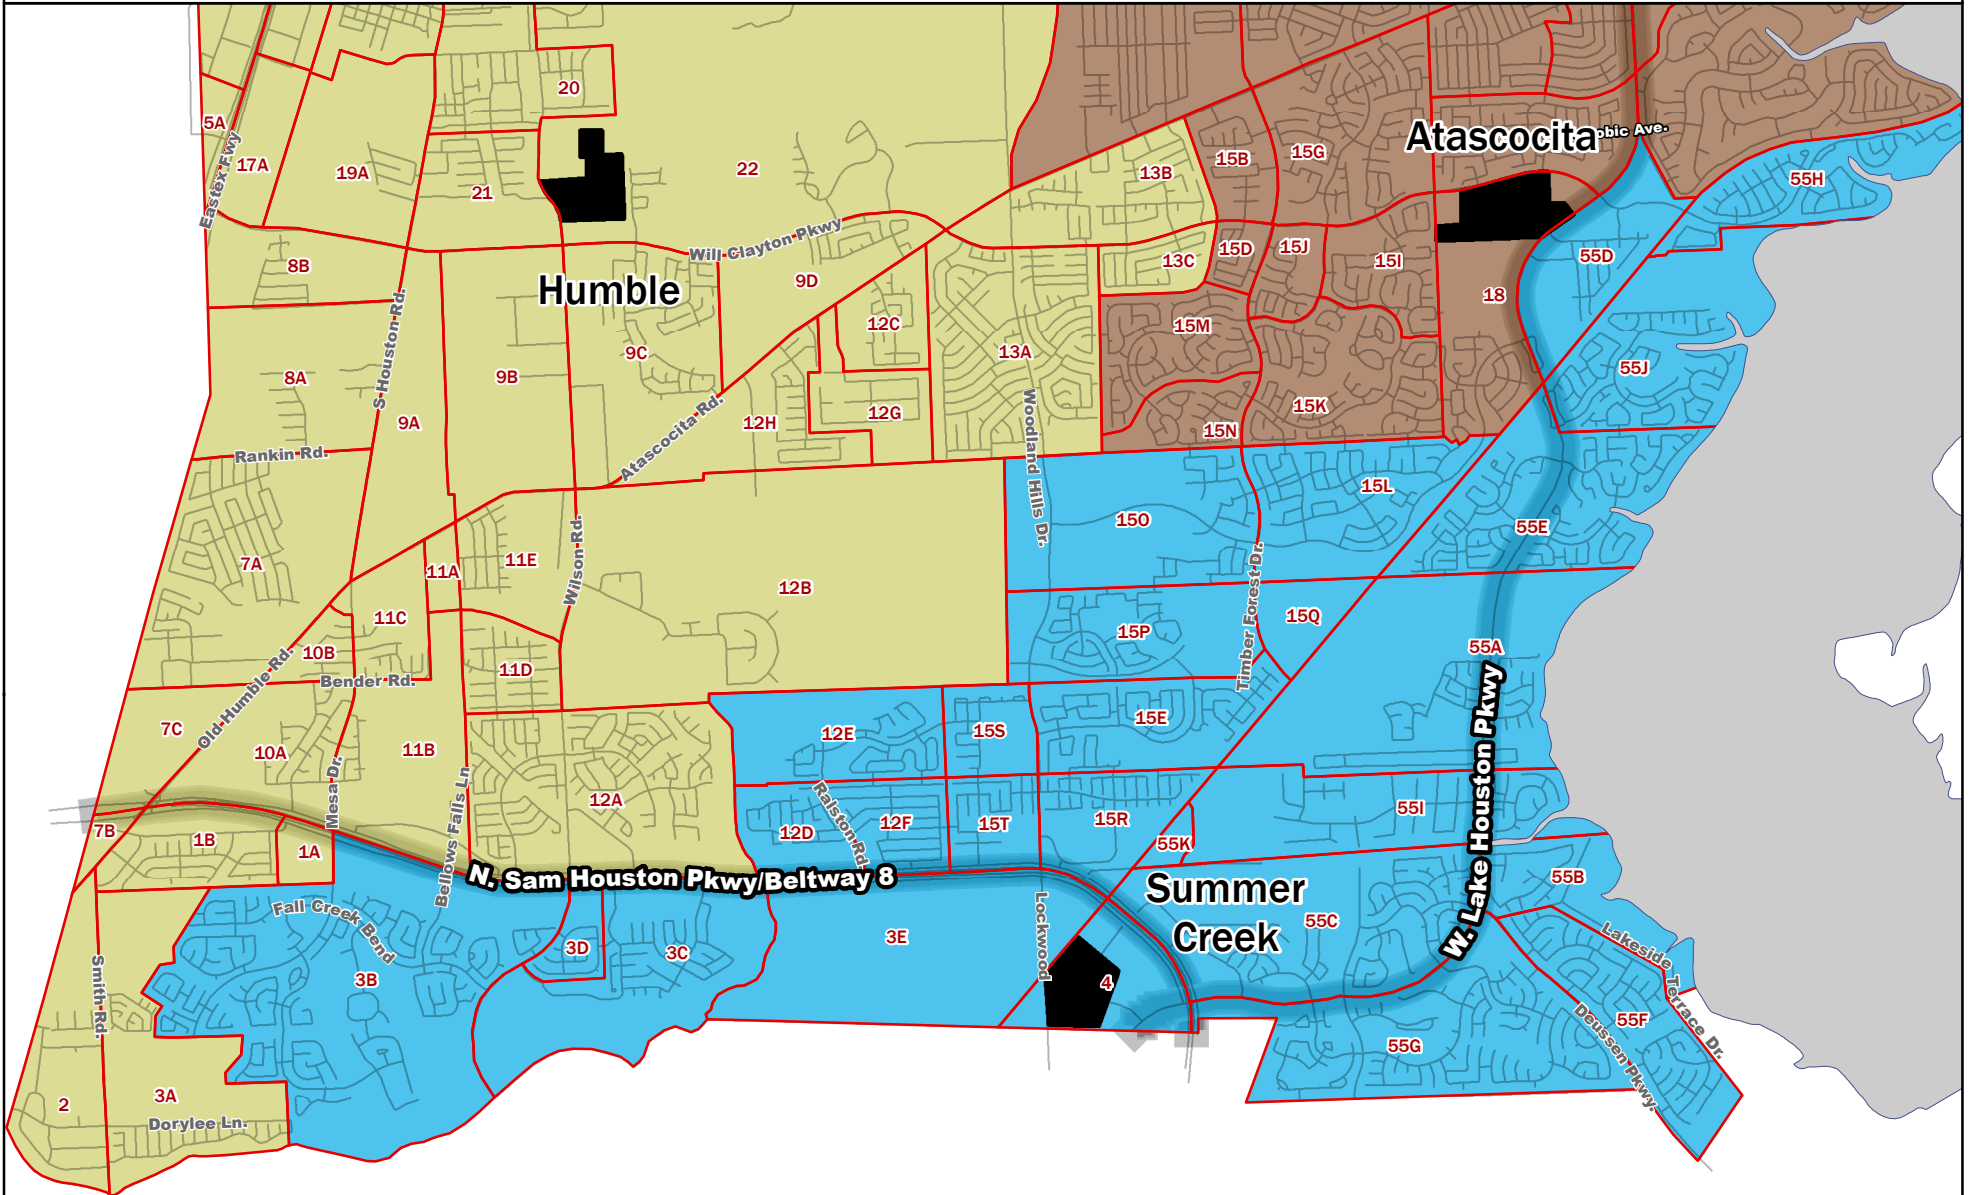 20
5A
Eastex Fwy
17A
19A
21
22
13B
15B
15G
Atascocita
Ave.
55H
8B
Will Clayton Pkwy
Humble
9D
13C
15D
15J
15I
18
55D
8A
S Houston Rd.
9B
9C
12C
13A
15M
55J
9A
Rankin Rd.
Atascocita Rd.
12H
12G
Woodland Hills Dr.
15N
15K
15L
15O
55E
7A
11A
11E
Wilson Rd.
12B
Timber Forest Dr.
11C
10B
Bender Rd.
11D
15P
15Q
55A
7C
Old Humble Rd.
10A
11B
Mesa Dr.
Bellows Falls Ln
12A
12E
15S
15E
W. Lake Houston Pkwy
7B
1B
1A
12D
Ralston Rd.
12F
15T
15R
55K
55I
N. Sam Houston Pkwy/Beltway 8
Summer
Creek
55B
Fall Creek Bend
3B
3D
3C
3E
Lockwood
4
55C
Lakeside Terrace Dr.
Smith Rd.
Deussen Pkwy.
55F
55G
2
3A
Dorylee Ln.